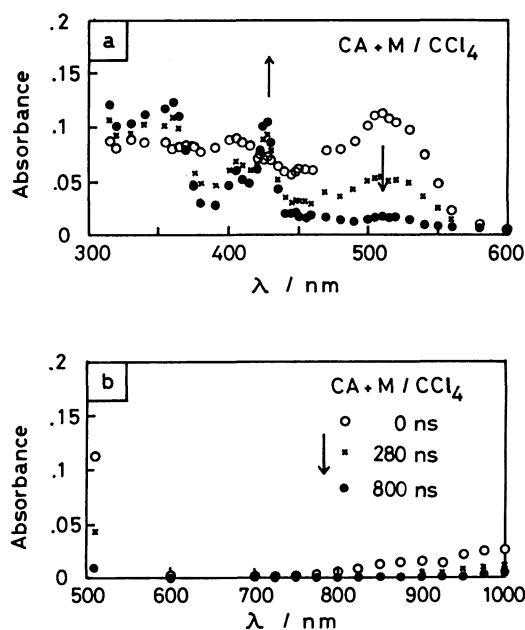 a
CA + M / CCl4
.2
.15
.1
.05
0
Absorbance
300 400 500 600
λ / nm
b
CA + M / CCl4
0 ns
280 ns
800 ns
.2
.15
.1
.05
0
Absorbance
500 600 700 800 900 1000
λ / nm